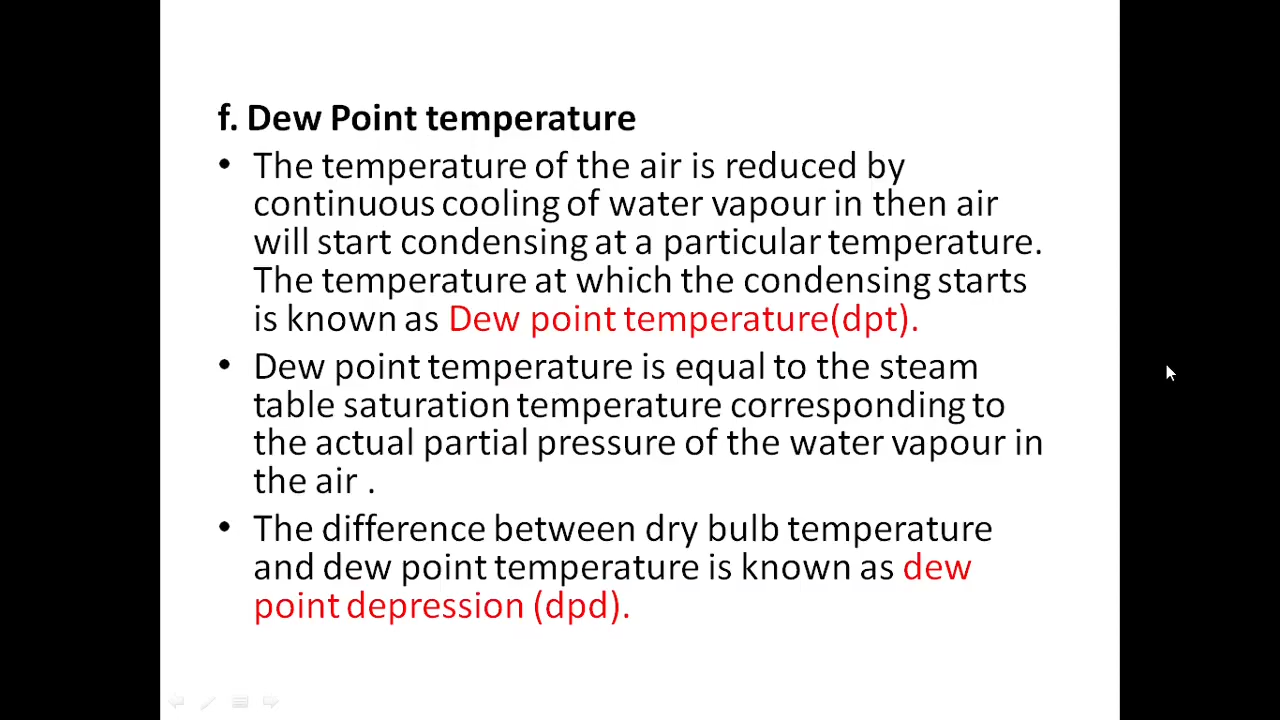 f. Dew Point temperature
• The temperature of the air is reduced by
continuous cooling of water vapour in then air
will start condensing at a particular temperature.
The temperature at which the condensing starts
is known as Dew point temperature(dpt).
• Dew point temperature is equal to the steam
table saturation temperature corresponding to
the actual partial pressure of the water vapour in
the air .
• The difference between dry bulb temperature
and dew point temperature is known as dew
point depression (dpd).